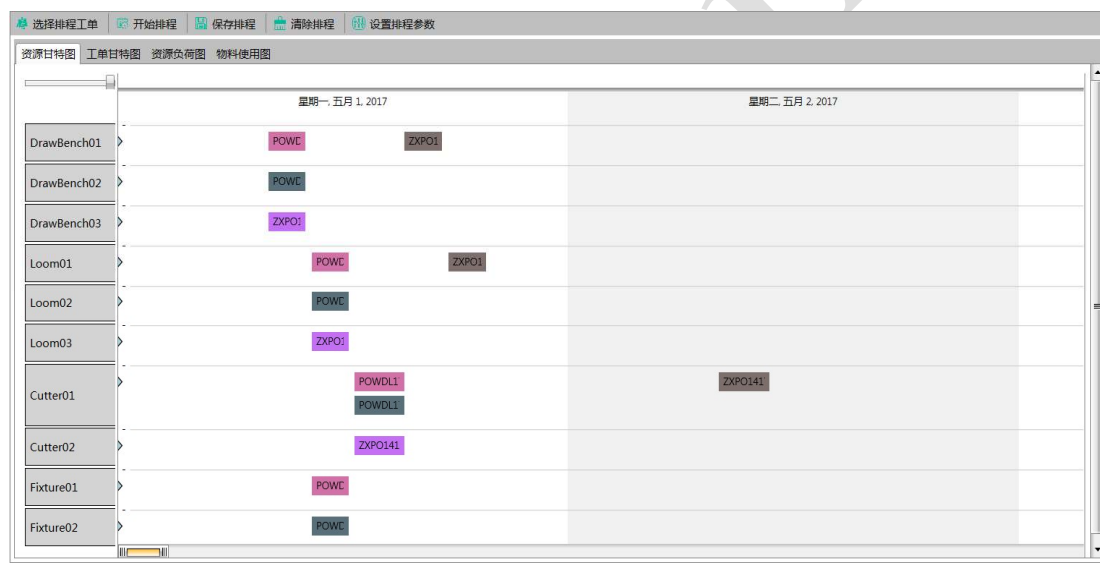 选择排程工单 开始排程 保存排程 清除排程 设置排程参数
资源甘特图 工单甘特图 资源负荷图 物料使用图
星期一, 五月 1, 2017 星期二, 五月 2, 2017
DrawBench01 POWD ZXPO1
DrawBench02 POWD
DrawBench03 ZXPO1
Loom01 POWD ZXPO1
Loom02 POWD
Loom03 ZXPO1
Cutter01 POWDL1 ZXPO141
POWDL1
Cutter02 ZXPO141
Fixture01 POWD
Fixture02 POWD